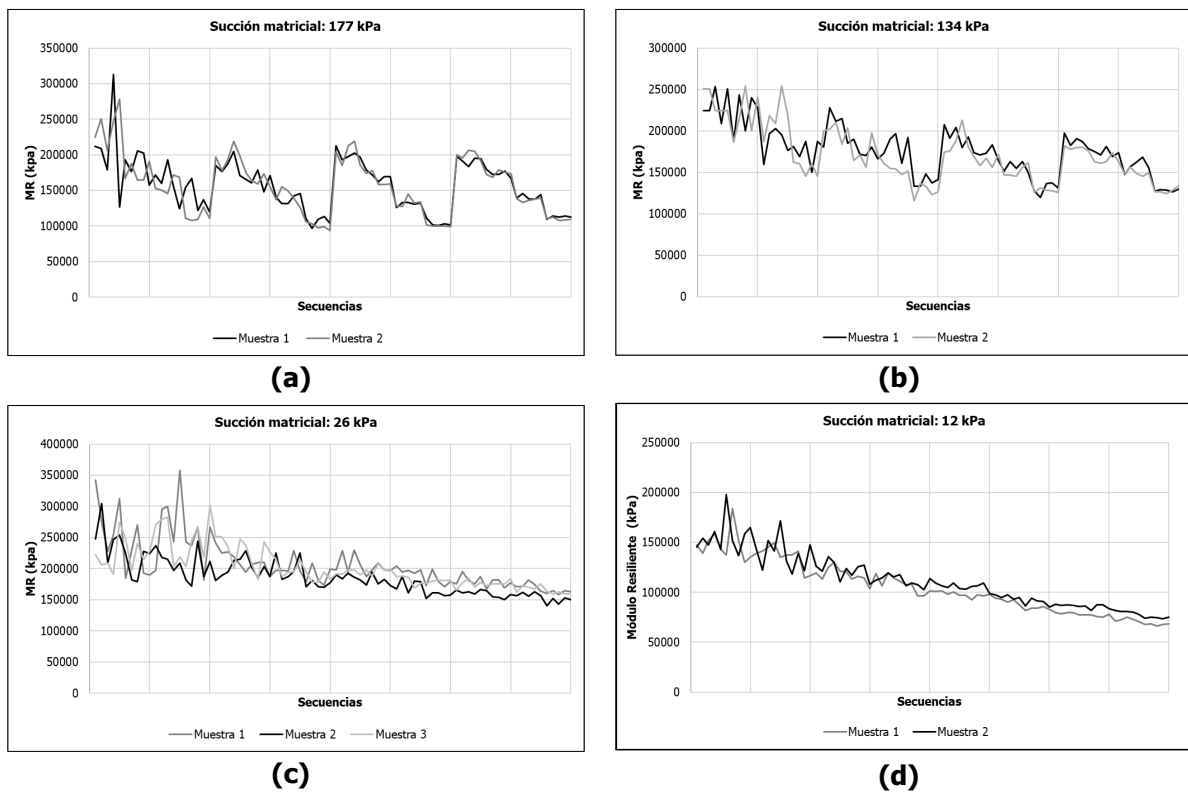 Succión matricial: 177 kPa
350000
300000
250000
200000
150000
100000
50000
0
MR (kpa)
Secuencias
Muestra 1
Muestra 2
(a)
Succión matricial: 134 kPa
300000
250000
200000
150000
100000
50000
0
MR (kpa)
Secuencias
Muestra 1
Muestra 2
(b)
Succión matricial: 26 kPa
400000
350000
300000
250000
200000
150000
100000
50000
0
MR (kpa)
Secuencias
Muestra 1
Muestra 2
Muestra 3
(c)
Succión matricial: 12 kPa
250000
200000
150000
100000
50000
0
Módulo Resiliente (kPa)
Secuencias
Muestra 1
Muestra 2
(d)